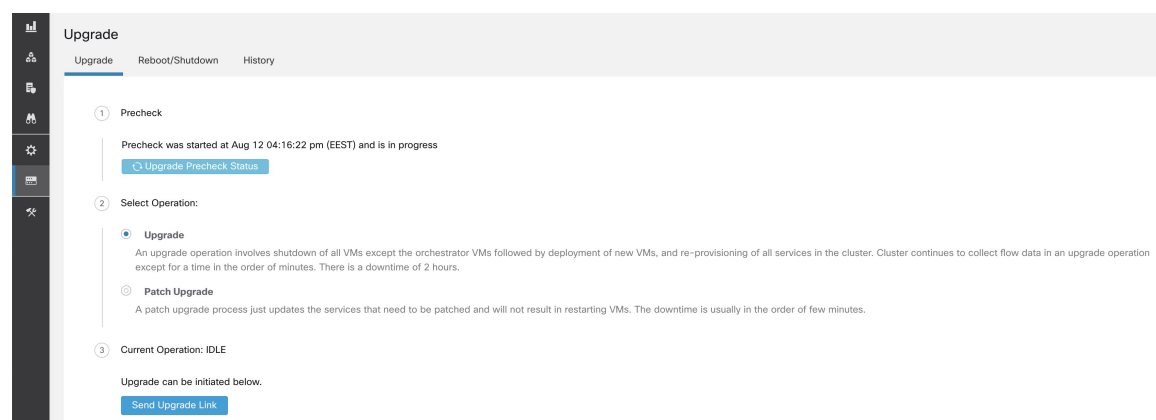 Upgrade
Upgrade Reboot/Shutdown History
1 Precheck
Precheck was started at Aug 12 04:16:22 pm (EEST) and is in progress
Upgrade Precheck Status
2 Select Operation:
Upgrade
An upgrade operation involves shutdown of all VMs except the orchestrator VMs followed by deployment of new VMs, and re-provisioning of all services in the cluster. Cluster continues to collect flow data in an upgrade operation
except for a time in the order of minutes. There is a downtime of 2 hours.
Patch Upgrade
A patch upgrade process just updates the services that need to be patched and will not result in restarting VMs. The downtime is usually in the order of few minutes.
3 Current Operation: IDLE
Upgrade can be initiated below.
Send Upgrade Link